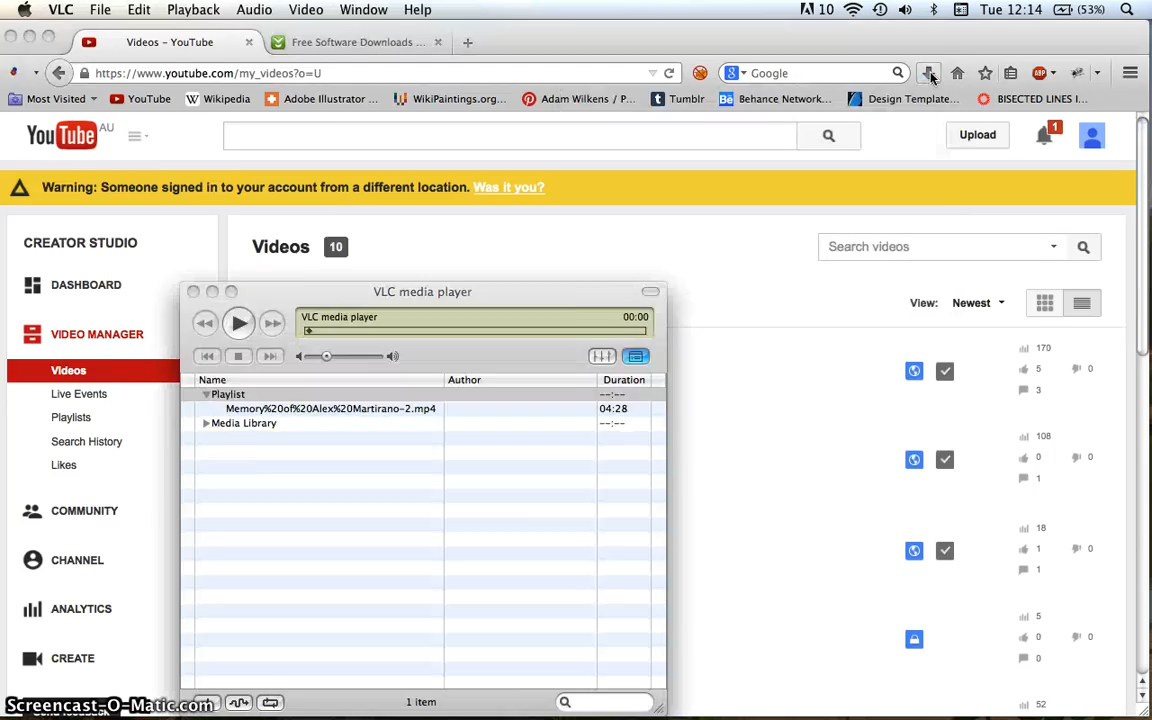 VLC File Edit Playback Audio Video Window Help 10 Tue 12:14 (53%)
Videos - YouTube Free Software Downloads ...
https://www.youtube.com/my_videos?o=U Google ABP
Most Visited YouTube Wikipedia Adobe Illustrator ... WikiPaintings.org... Adam Wilkens / P... Tumblr Behance Network... Design Template... BISECTED LINES I...
YouTube AU Upload 1
Warning: Someone signed in to your account from a different location. Was it you?
CREATOR STUDIO
Videos 10 Search videos
DASHBOARD
View: Newest
VIDEO MANAGER
Videos
Live Events
Playlists
Search History
Likes
COMMUNITY
CHANNEL
ANALYTICS
CREATE
VLC media player
VLC media player 00:00
Name Author Duration
Playlist --:--
Memory%20of%20Alex%20Martirano-2.mp4 04:28
Media Library --:--
1 item
170
5 0
3
108
0 0
1
18
1 0
1
5
0 0
0
52
Screencast-O-Matic.com